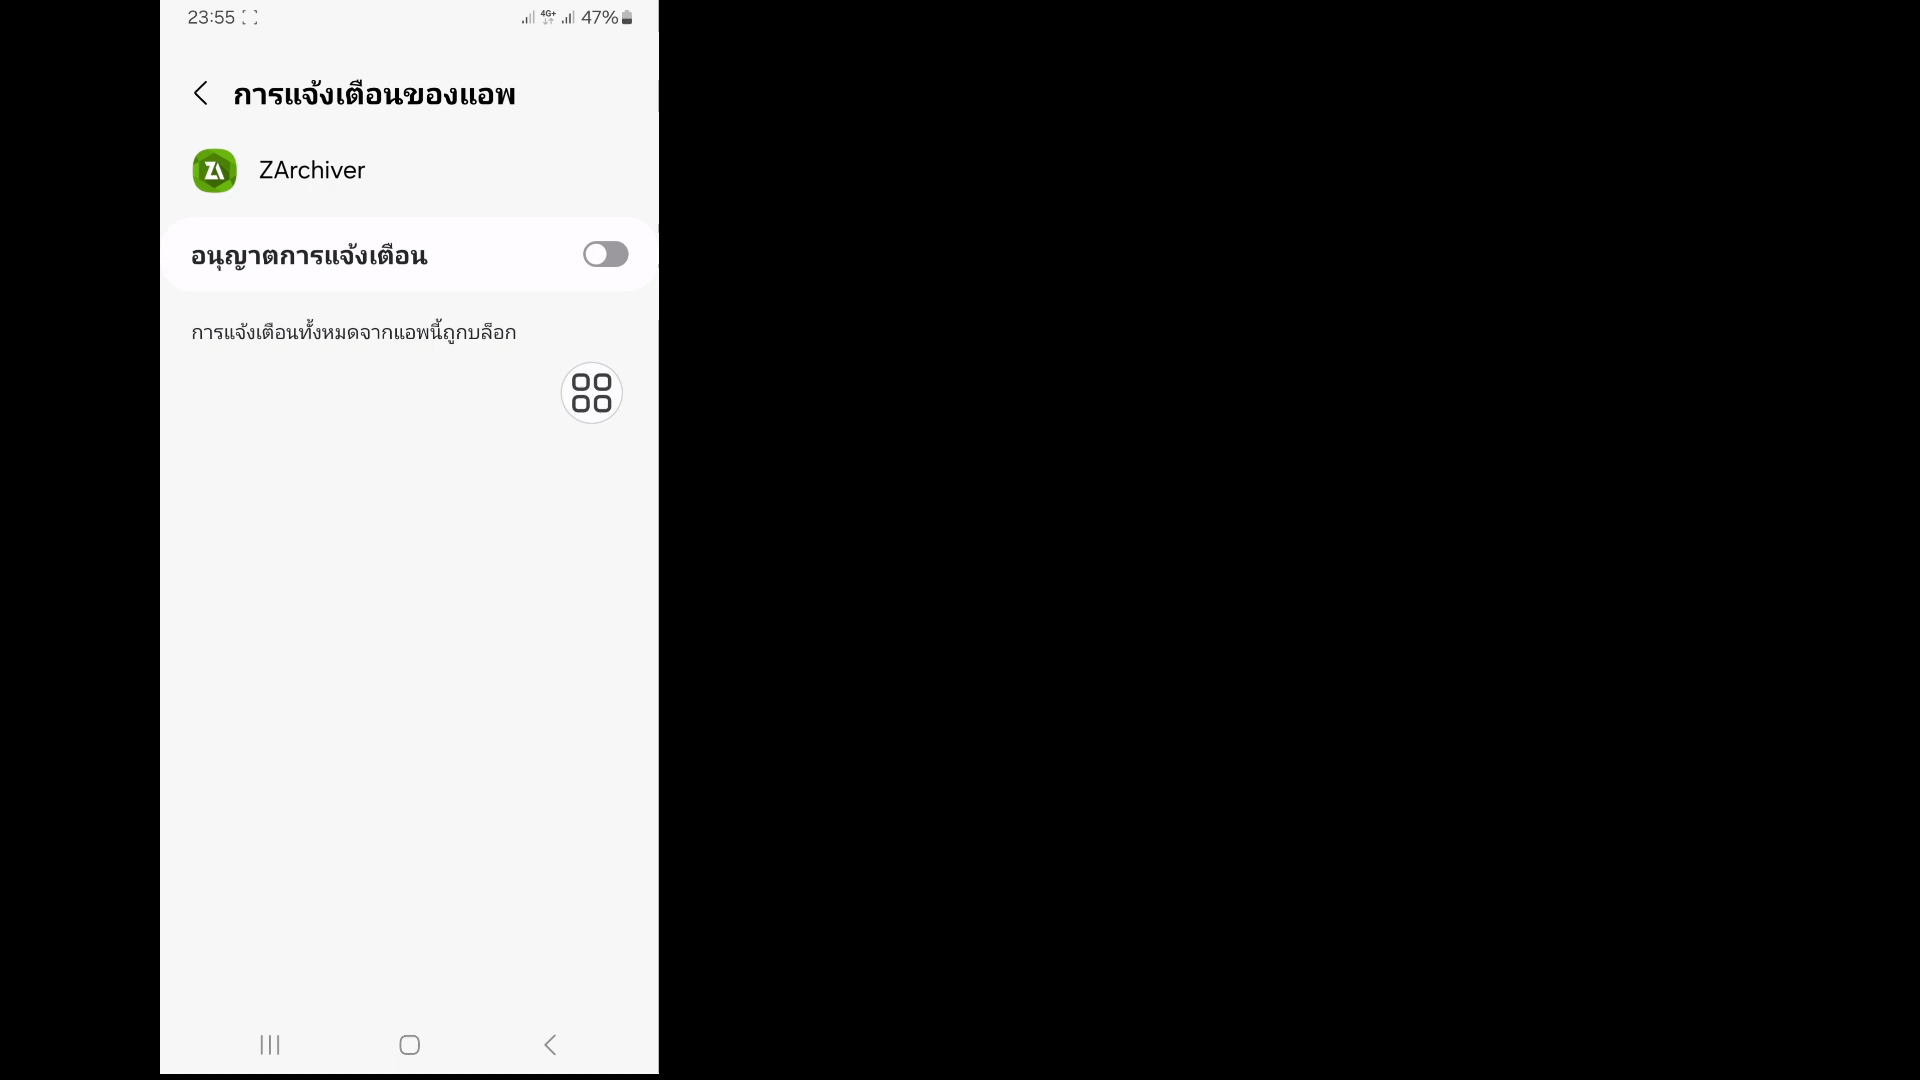 23:55 4G+ 47%
การแจ้งเตือนของแอพ
ZA ZArchiver
อนุญาตการแจ้งเตือน
การแจ้งเตือนทั้งหมดจากแอพนี้ถูกบล็อก